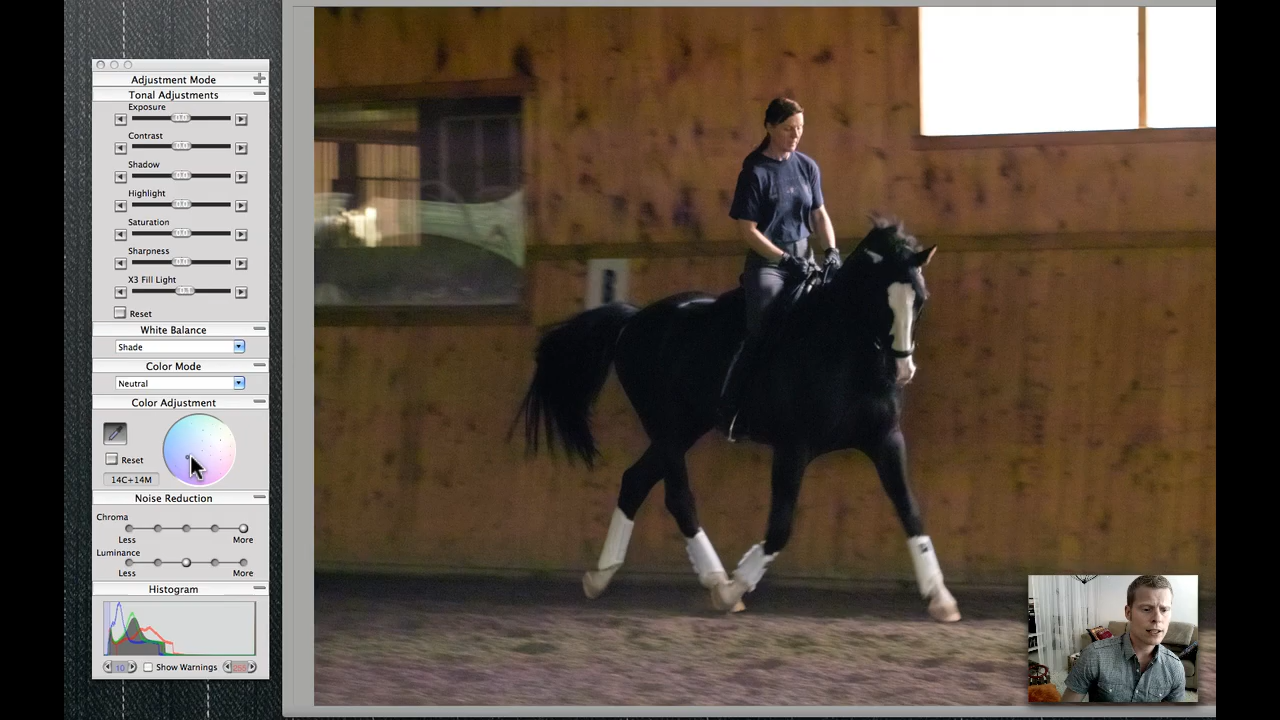 Adjustment Mode
Tonal Adjustments
Exposure
Contrast
Shadow
Highlight
Saturation
Sharpness
X3 Fill Light
Reset
White Balance
Shade
Color Mode
Neutral
Color Adjustment
Reset
14C+14M
Noise Reduction
Chroma
Less More
Luminance
Less More
Histogram
10 Show Warnings